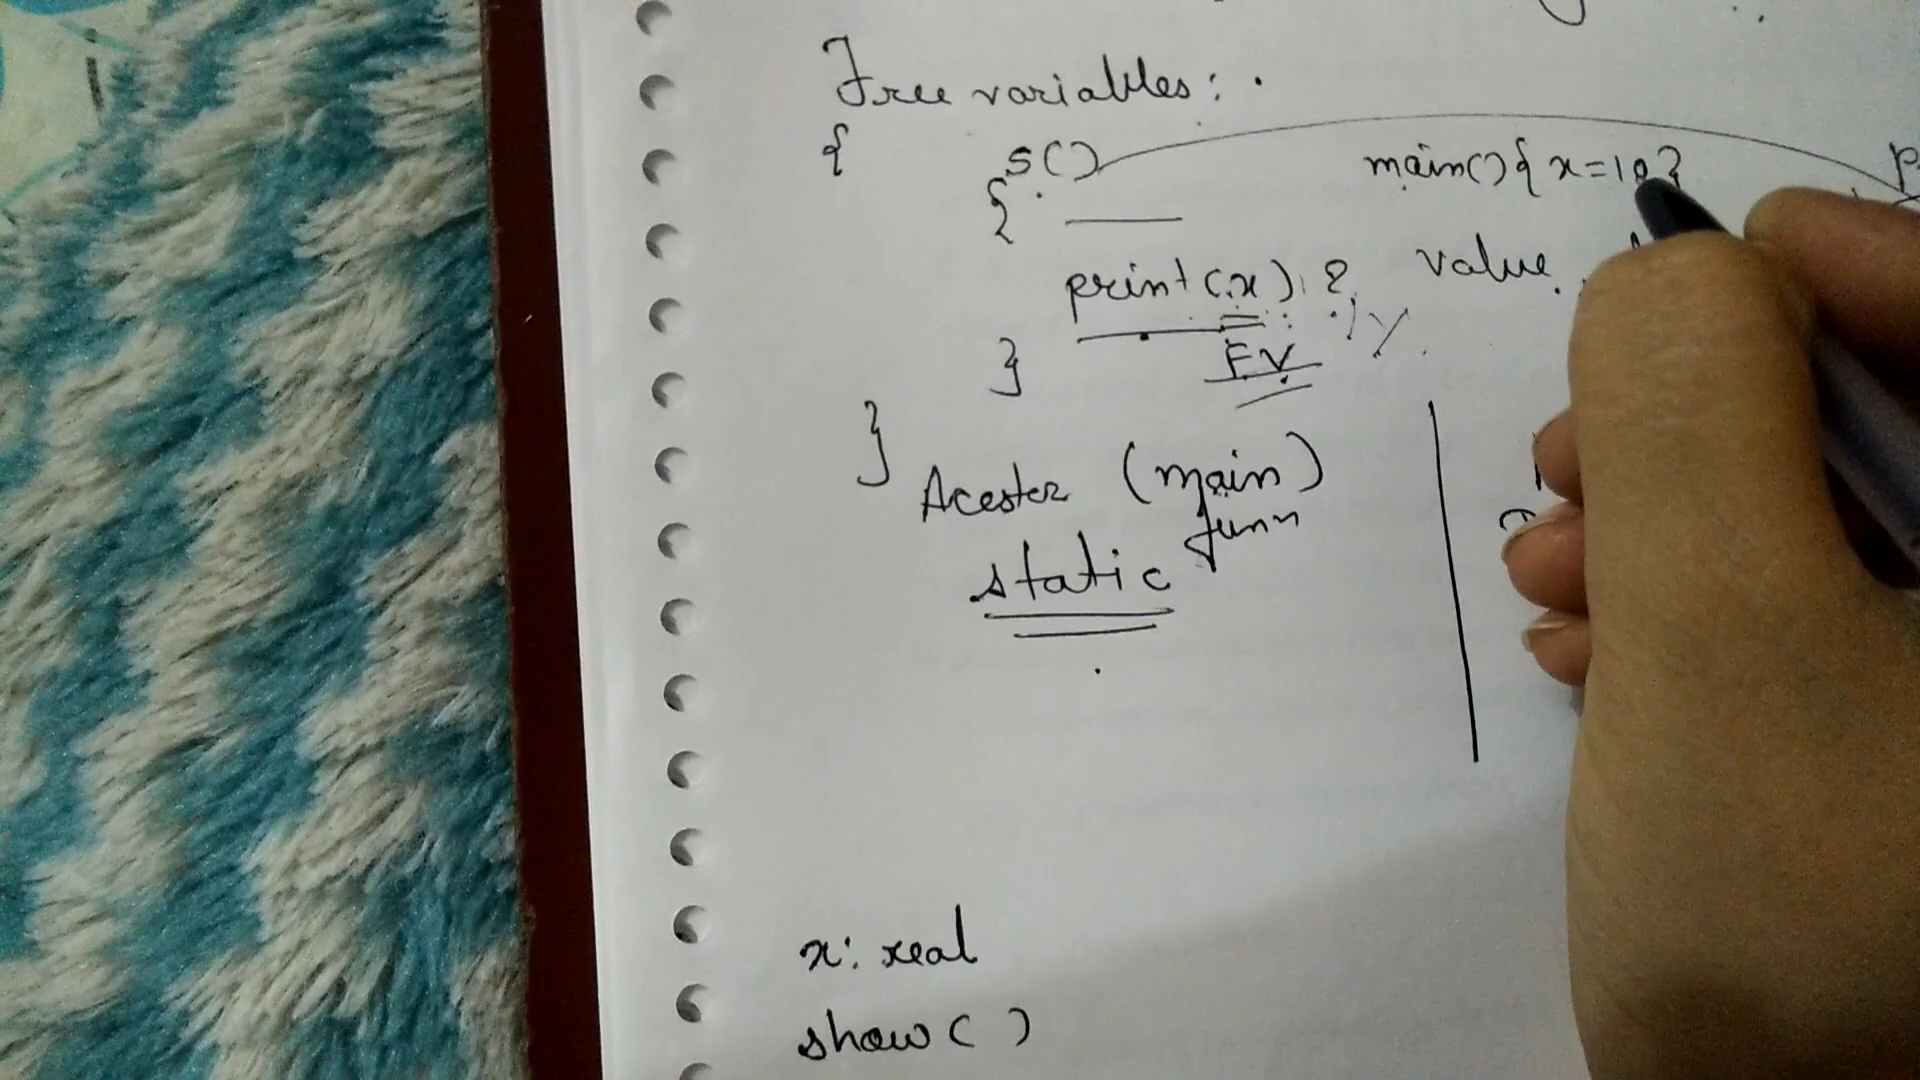 Free variables :
{ s() main() { x=10}
{
print(x) ? value
FV
}
}
Acester (main)
funn
static
x: real
show ( )